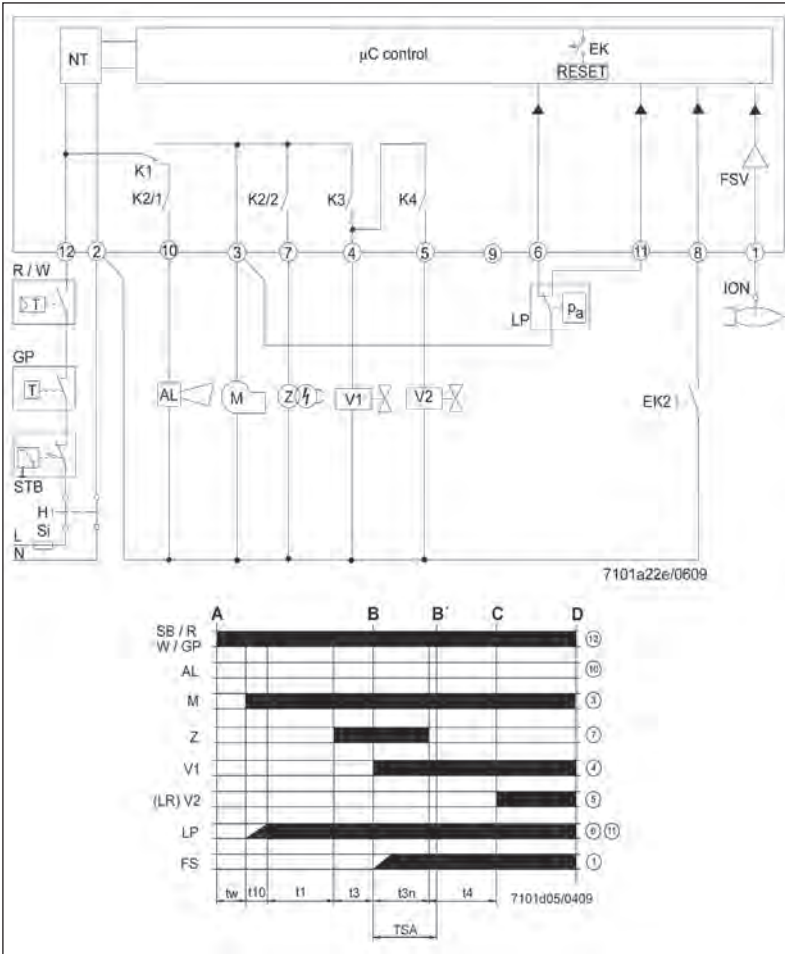 NT
µC control
EK
RESET
FSV
K1
K2/1
K2/2
K3
K4
12 2 10 3 7 4 5 9 6 11 8 1
R / W
T
LP
pa
ION
GP
T
AL
M
Z
V1
V2
EK2
STB
H
Si
L
N
7101a22e/0609
A B B´ C D
SB / R
W / GP
12
AL
10
M
3
Z
7
V1
4
(LR) V2
5
LP
6 11
FS
1
tw t10 t1 t3 t3n t4
7101d05/0409
TSA